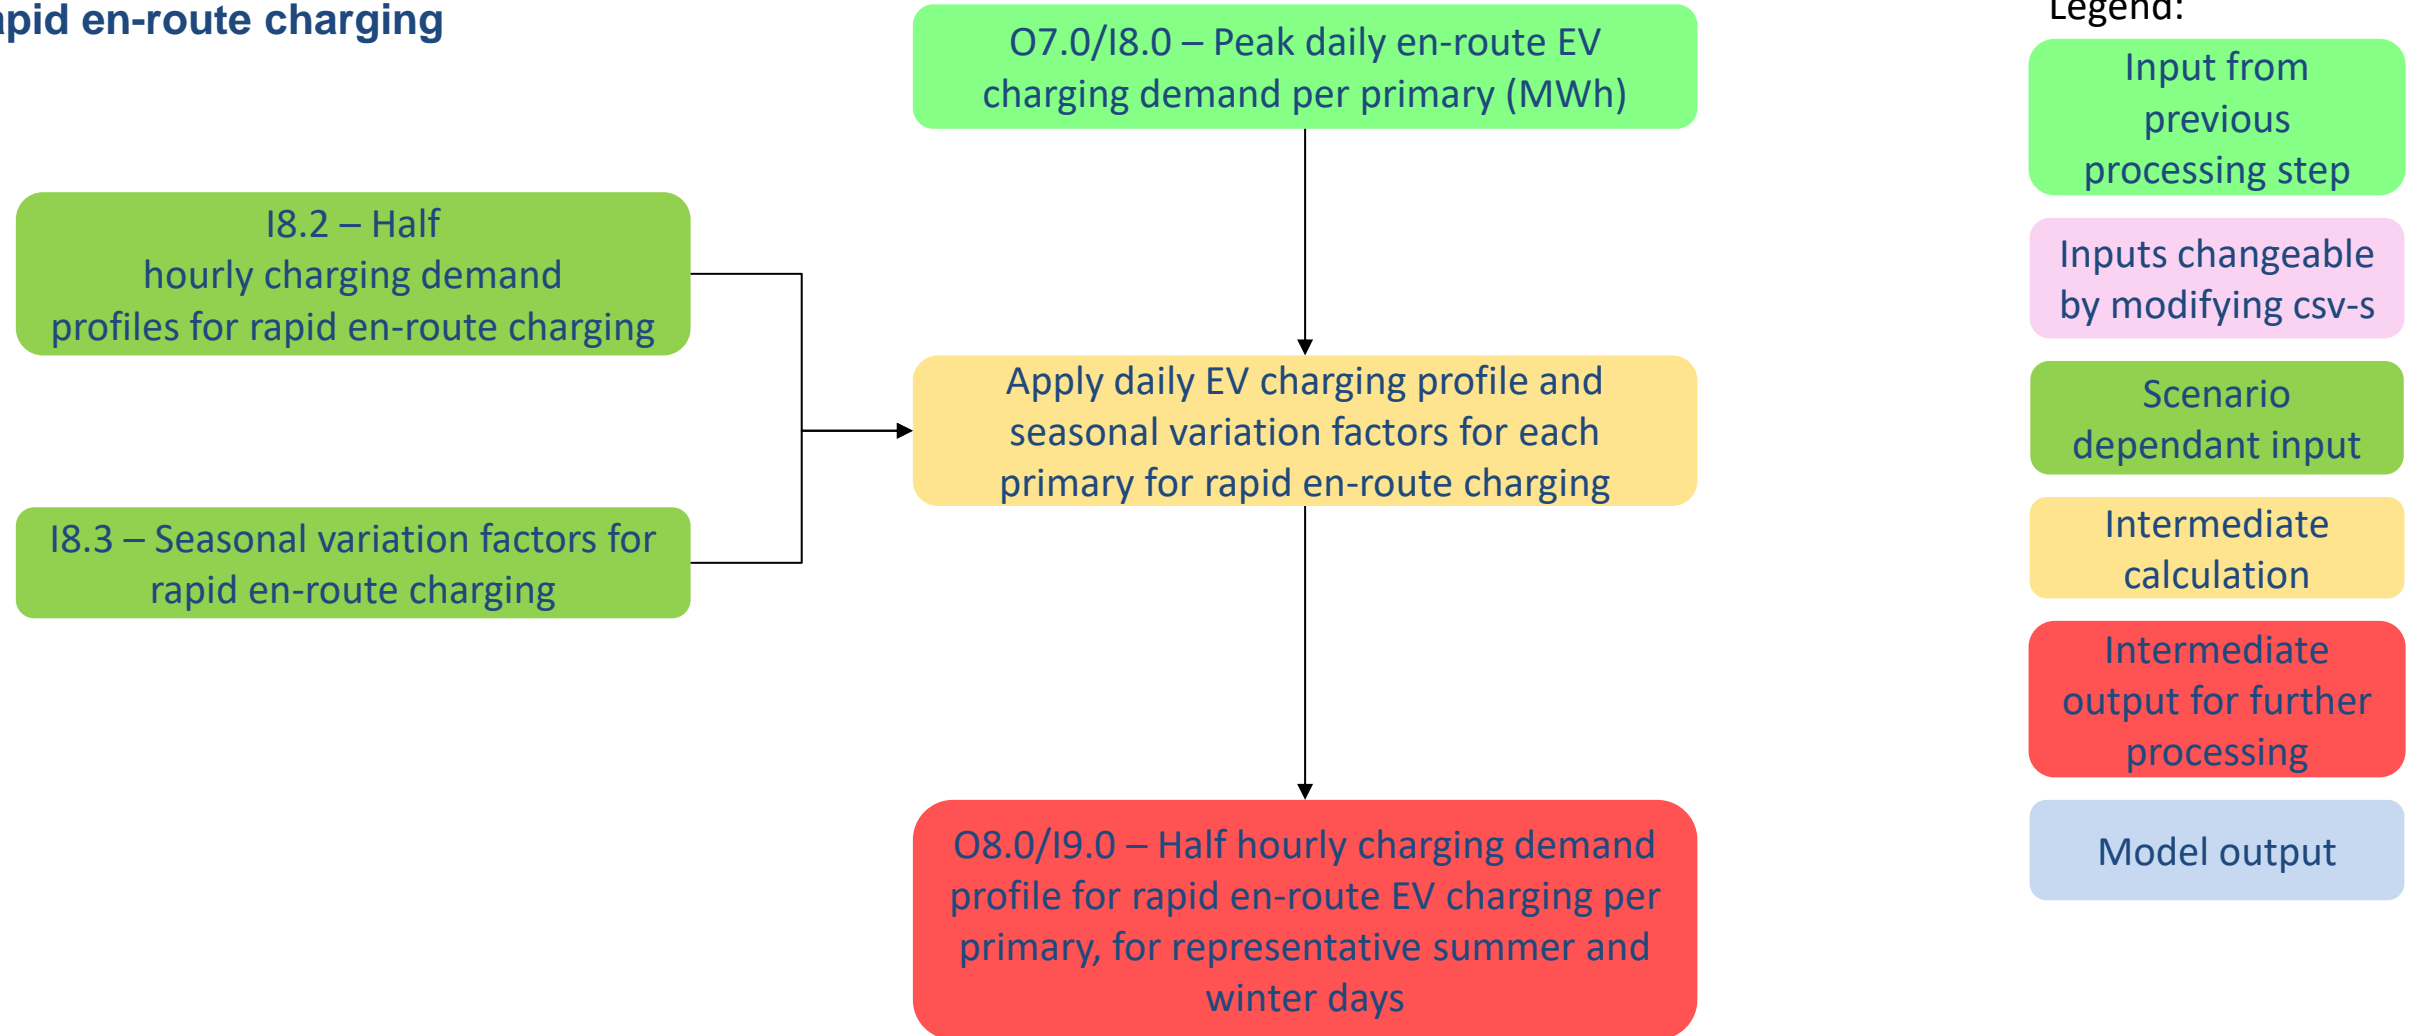 apid en-route charging
O7.0/I8.0 – Peak daily en-route EV
charging demand per primary (MWh)
I8.2 – Half
hourly charging demand
profiles for rapid en-route charging
Apply daily EV charging profile and
seasonal variation factors for each
primary for rapid en-route charging
I8.3 – Seasonal variation factors for
rapid en-route charging
O8.0/I9.0 – Half hourly charging demand
profile for rapid en-route EV charging per
primary, for representative summer and
winter days
Legend:
Input from
previous
processing step
Inputs changeable
by modifying csv-s
Scenario
dependant input
Intermediate
calculation
Intermediate
output for further
processing
Model output